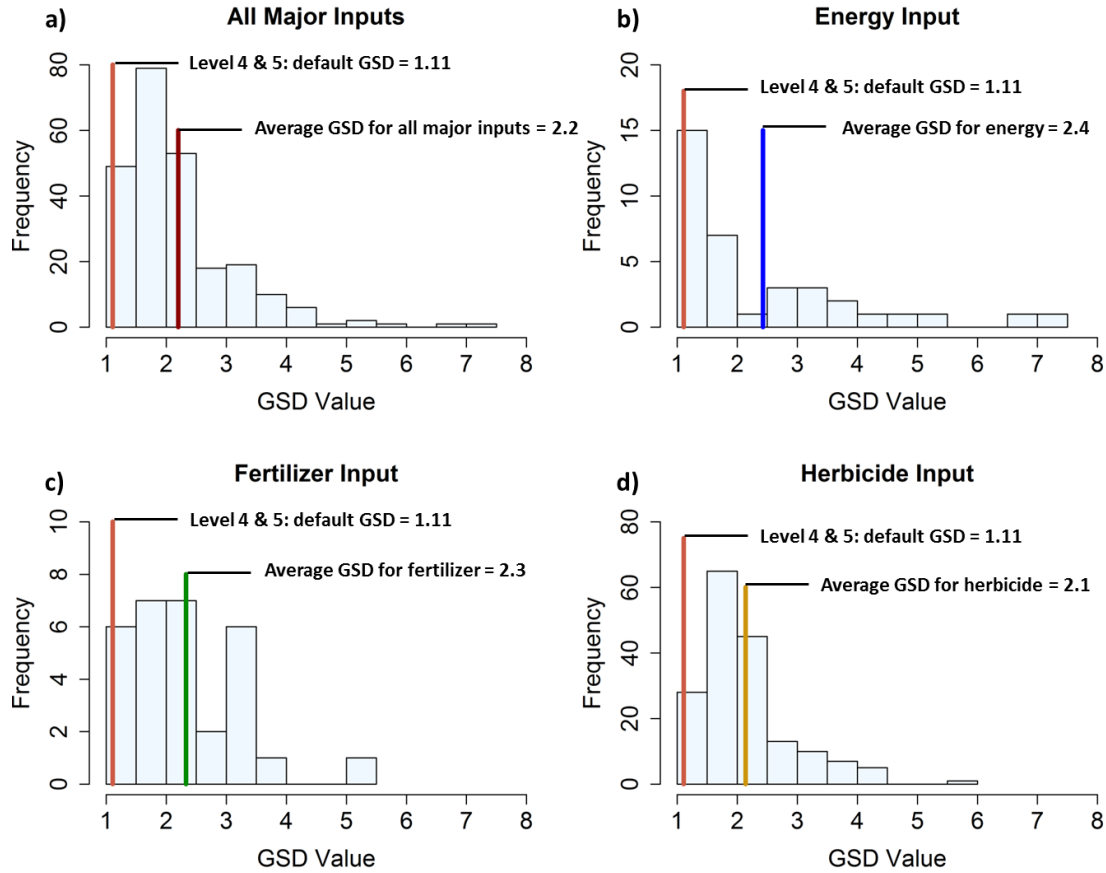 a)
All Major Inputs
Level 4 & 5: default GSD = 1.11
Average GSD for all major inputs = 2.2
Frequency
80
60
40
20
0
1 2 3 4 5 6 7 8
GSD Value
b)
Energy Input
Level 4 & 5: default GSD = 1.11
Average GSD for energy = 2.4
Frequency
20
15
10
5
0
1 2 3 4 5 6 7 8
GSD Value
c)
Fertilizer Input
Level 4 & 5: default GSD = 1.11
Average GSD for fertilizer = 2.3
Frequency
10
8
6
4
2
0
1 2 3 4 5 6 7 8
GSD Value
d)
Herbicide Input
Level 4 & 5: default GSD = 1.11
Average GSD for herbicide = 2.1
Frequency
80
60
40
20
0
1 2 3 4 5 6 7 8
GSD Value